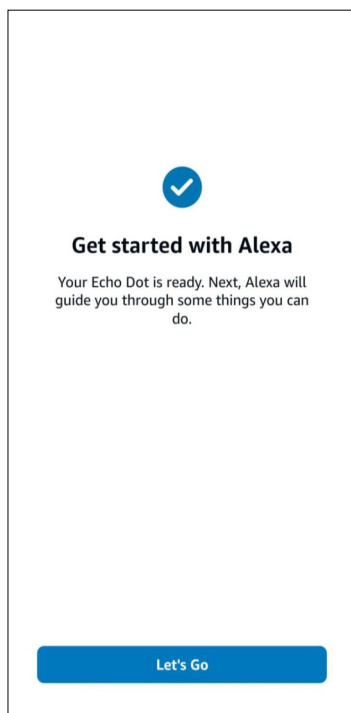 Get started with Alexa
Your Echo Dot is ready. Next, Alexa will
guide you through some things you can
do.
Let's Go